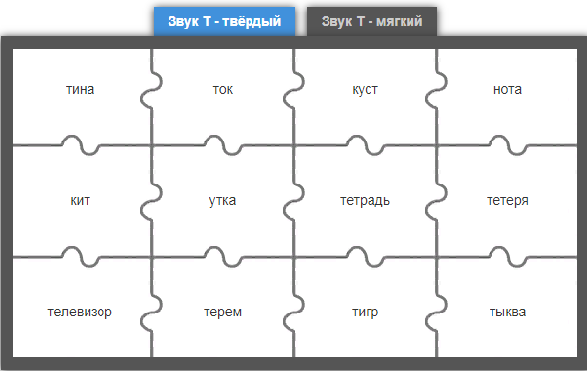 Звук Т - твёрдый Звук Т - мягкий
тина ток куст нота
кит утка тетрадь тетеря
телевизор терем тигр тыква